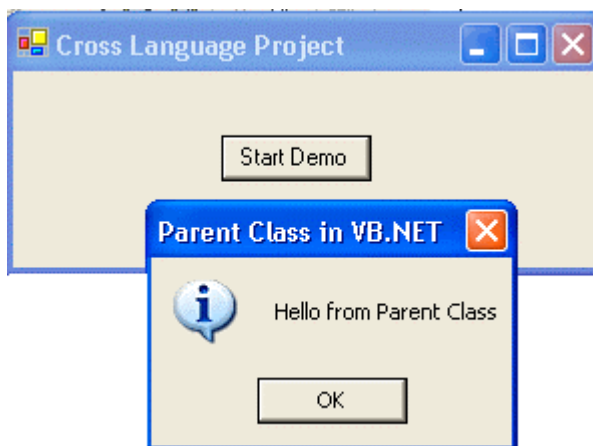 Cross Language Project
Start Demo
Parent Class in VB.NET
Hello from Parent Class
OK